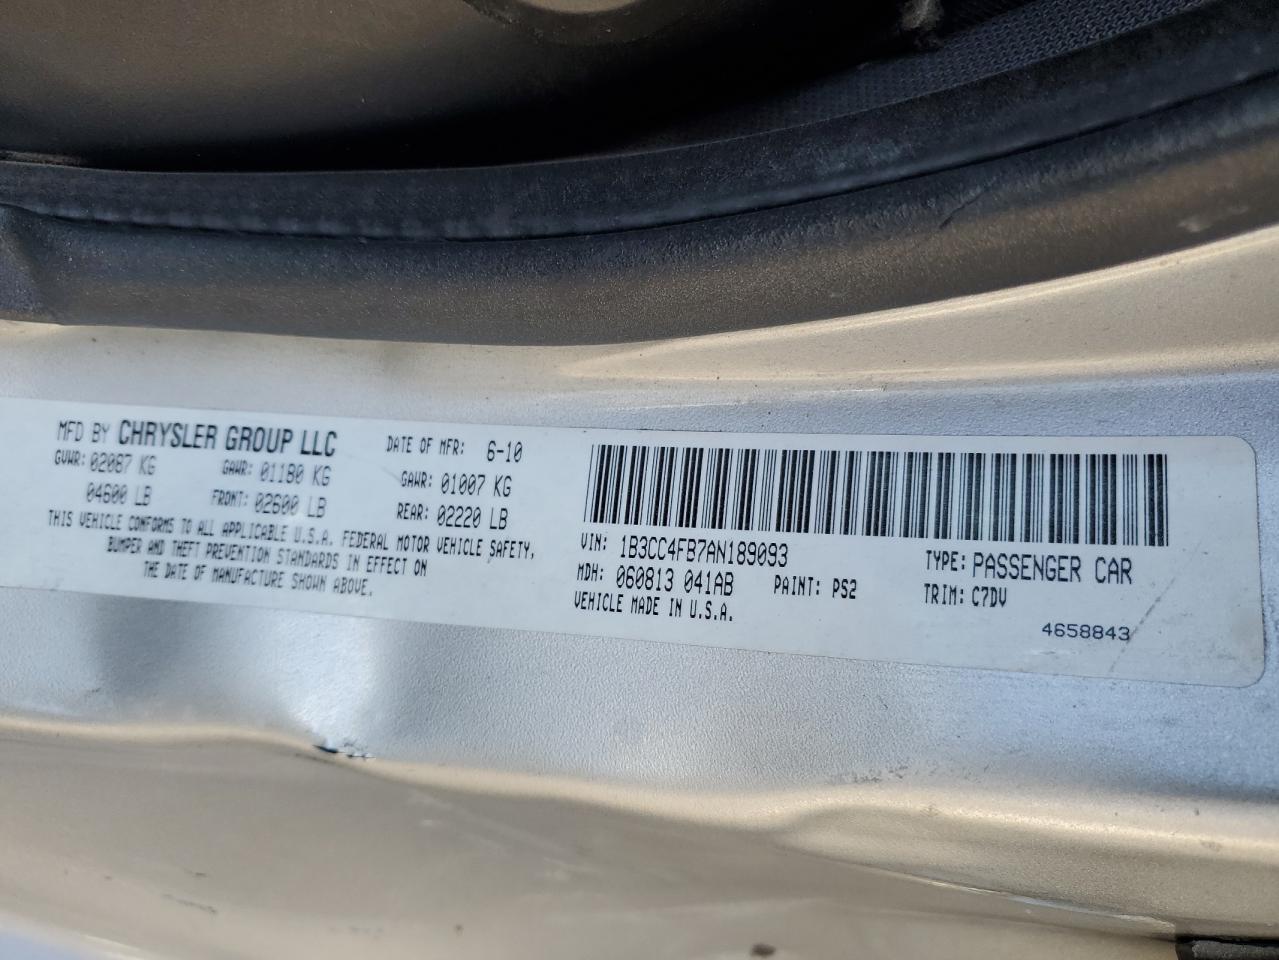 MFD BY CHRYSLER GROUP LLC DATE OF MFR: 6-10
GVWR: 02087 KG GAWR: 01180 KG GAWR: 01007 KG
04600 LB FRONT: 02600 LB REAR: 02220 LB
THIS VEHICLE CONFORMS TO ALL APPLICABLE U.S.A. FEDERAL MOTOR VEHICLE SAFETY,
BUMPER AND THEFT PREVENTION STANDARDS IN EFFECT ON
THE DATE OF MANUFACTURE SHOWN ABOVE.
VIN: 1B3CC4FB7AN189093 TYPE: PASSENGER CAR
MDH: 060813 041AB PAINT: PS2 TRIM: C7DV
VEHICLE MADE IN U.S.A.
4658843